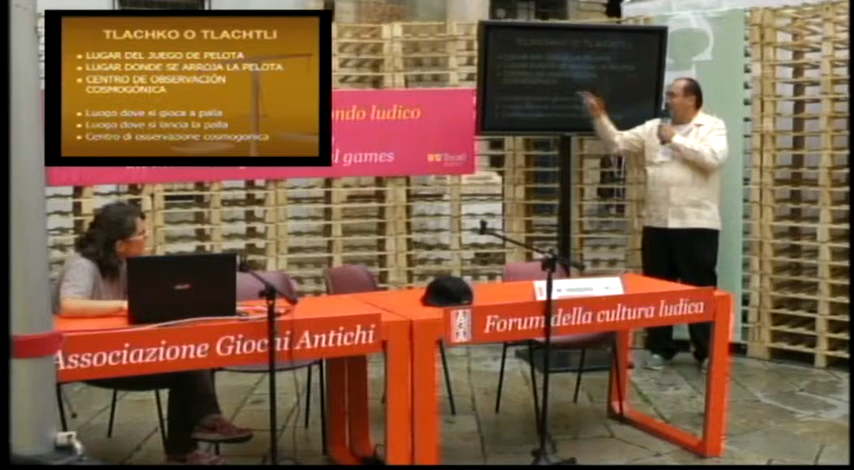 TLACHKO O TLACHTLI
LUGAR DEL JUEGO DE PELOTA
LUGAR DONDE SE ARROJA LA PELOTA
CENTRO DE OBSERVACIÓN
COSMOGÓNICA
Luogo dove si gioca a palla
Luogo dove si lancia la palla
Centro di osservazione cosmogonica
ndo ludico
games
Associazione Giochi Antichi
AGA
Forum della cultura ludica